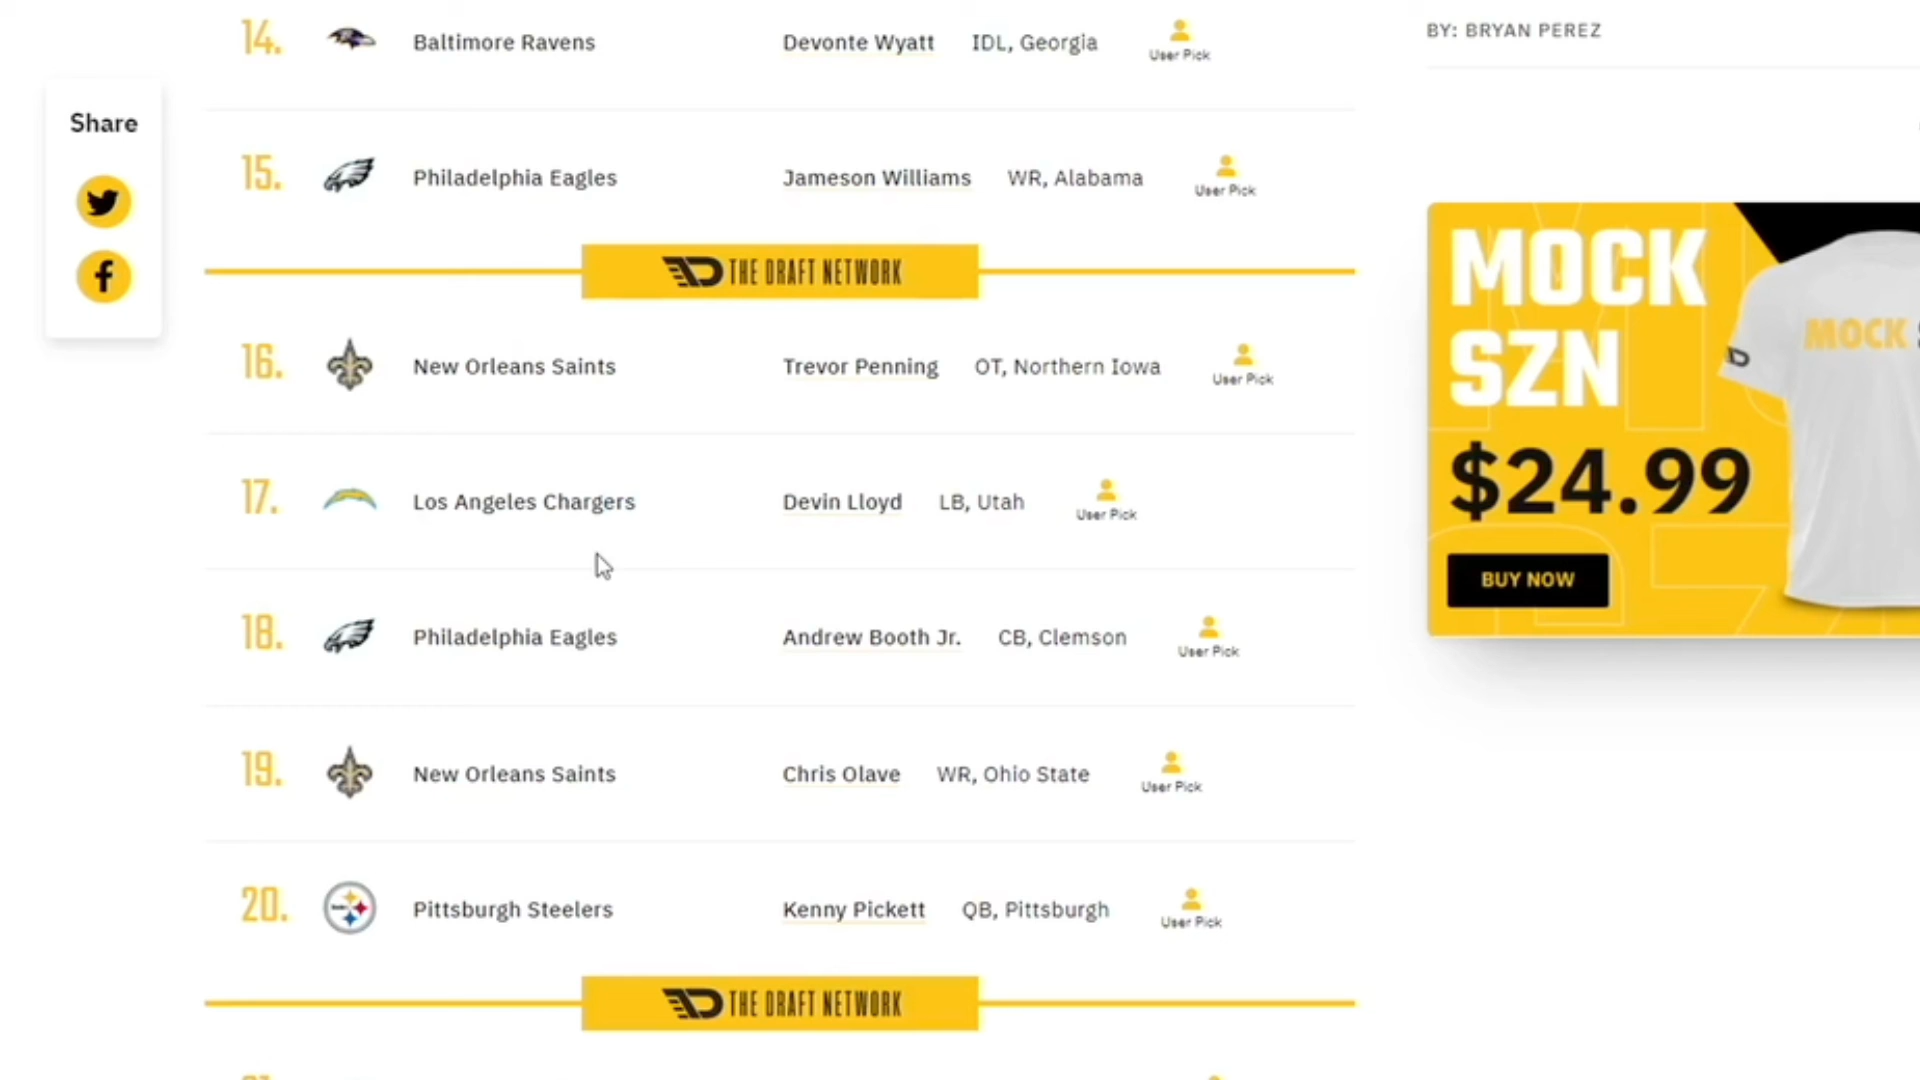 14. Baltimore Ravens Devonte Wyatt IDL, Georgia User Pick
BY: BRYAN PEREZ
Share
15. Philadelphia Eagles Jameson Williams WR, Alabama User Pick
THE DRAFT NETWORK
16. New Orleans Saints Trevor Penning OT, Northern Iowa User Pick
17. Los Angeles Chargers Devin Lloyd LB, Utah User Pick
18. Philadelphia Eagles Andrew Booth Jr. CB, Clemson User Pick
19. New Orleans Saints Chris Olave WR, Ohio State User Pick
20. Pittsburgh Steelers Kenny Pickett QB, Pittsburgh User Pick
THE DRAFT NETWORK
MOCK
SZN
$24.99
BUY NOW
MOCK